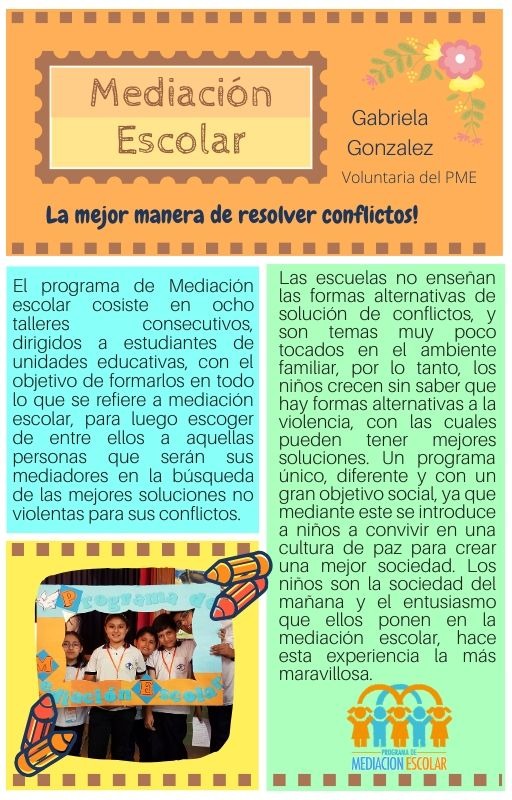 Mediación
Escolar
Gabriela
Gonzalez
Voluntaria del PME
La mejor manera de resolver conflictos!
El programa de Mediación
escolar cosiste en ocho
talleres consecutivos,
dirigidos a estudiantes de
unidades educativas, con el
objetivo de formarlos en todo
lo que se refiere a mediación
escolar, para luego escoger
de entre ellos a aquellas
personas que serán sus
mediadores en la búsqueda
de las mejores soluciones no
violentas para sus conflictos.
Las escuelas no enseñan
las formas alternativas de
solución de conflictos, y
son temas muy poco
tocados en el ambiente
familiar, por lo tanto, los
niños crecen sin saber que
hay formas alternativas a la
violencia, con las cuales
pueden tener mejores
soluciones. Un programa
único, diferente y con un
gran objetivo social, ya que
mediante este se introduce
a niños a convivir en una
cultura de paz para crear
una mejor sociedad. Los
niños son la sociedad del
mañana y el entusiasmo
que ellos ponen en la
mediación escolar, hace
esta experiencia la más
maravillosa.
Programa de
Mediación Escolar
PROGRAMA DE
MEDIACION ESCOLAR